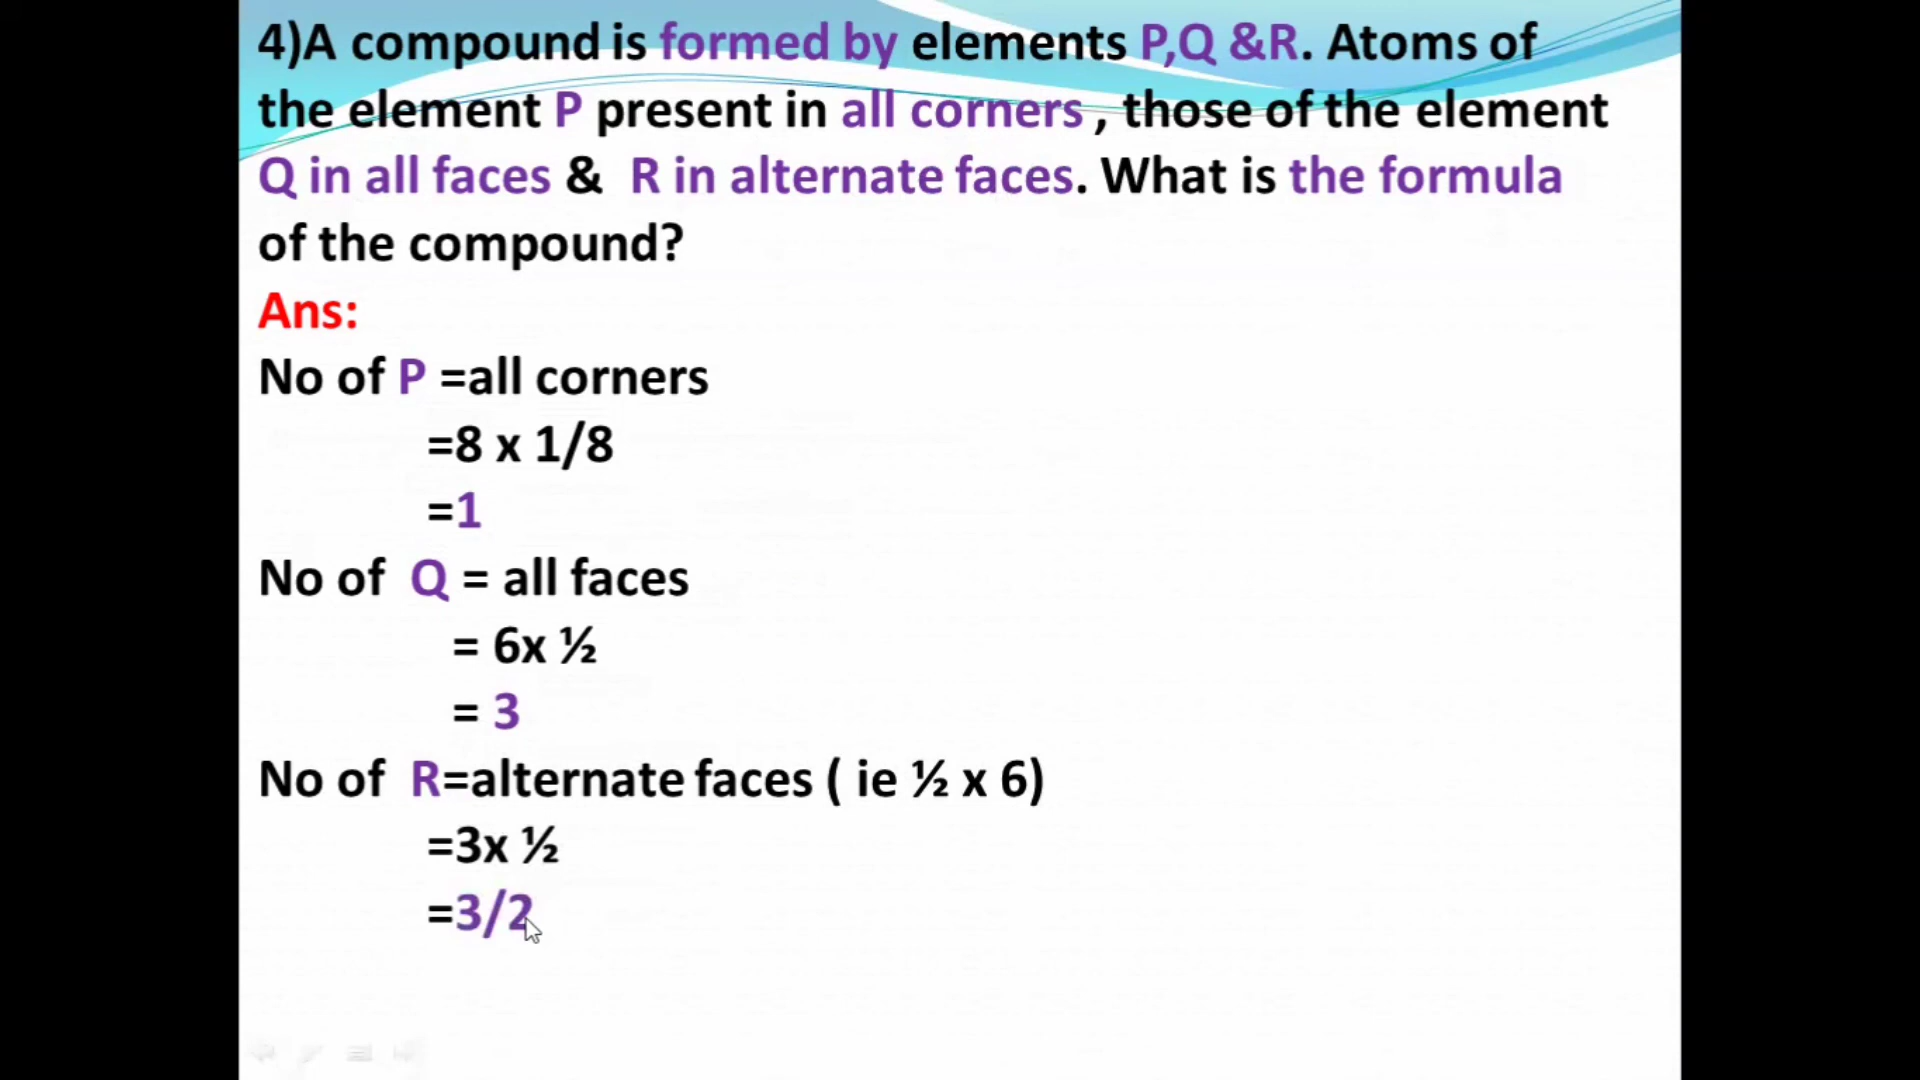 4)A compound is formed by elements P,Q &R. Atoms of
the element P present in all corners , those of the element
Q in all faces & R in alternate faces. What is the formula
of the compound?
Ans:
No of P =all corners
=8 x 1/8
=1
No of Q = all faces
= 6x ½
= 3
No of R=alternate faces ( ie ½ x 6)
=3x ½
=3/2